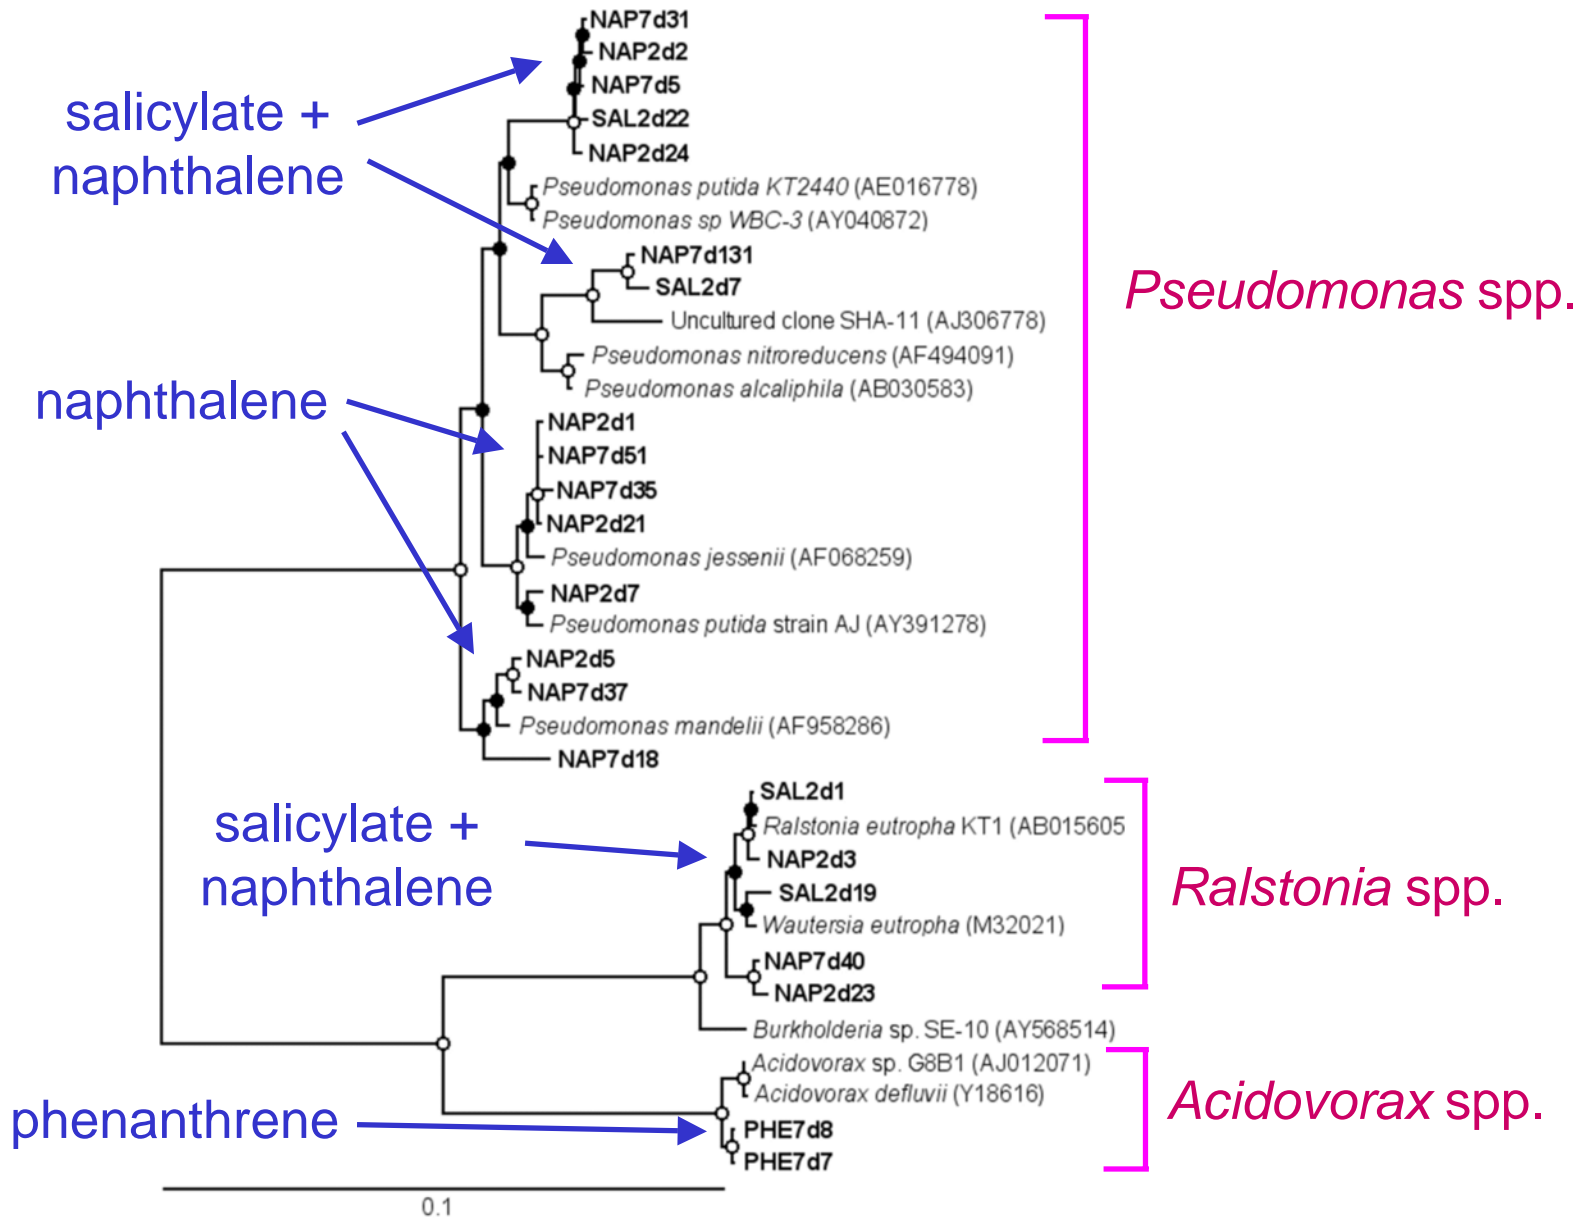 NAP7d31
NAP2d2
NAP7d5
SAL2d22
NAP2d24
salicylate +
naphthalene
Pseudomonas putida KT2440 (AE016778)
Pseudomonas sp WBC-3 (AY040872)
NAP7d131
SAL2d7
Uncultured clone SHA-11 (AJ306778)
Pseudomonas nitroreducens (AF494091)
Pseudomonas alcaliphila (AB030583)
Pseudomonas spp.
naphthalene
NAP2d1
NAP7d51
NAP7d35
NAP2d21
Pseudomonas jessenii (AF068259)
NAP2d7
Pseudomonas putida strain AJ (AY391278)
NAP2d5
NAP7d37
Pseudomonas mandelii (AF958286)
NAP7d18
salicylate +
naphthalene
SAL2d1
Ralstonia eutropha KT1 (AB015605
NAP2d3
SAL2d19
Wautersia eutropha (M32021)
NAP7d40
NAP2d23
Ralstonia spp.
Burkholderia sp. SE-10 (AY568514)
Acidovorax sp. G8B1 (AJ012071)
Acidovorax defluvii (Y18616)
Acidovorax spp.
phenanthrene
PHE7d8
PHE7d7
0.1